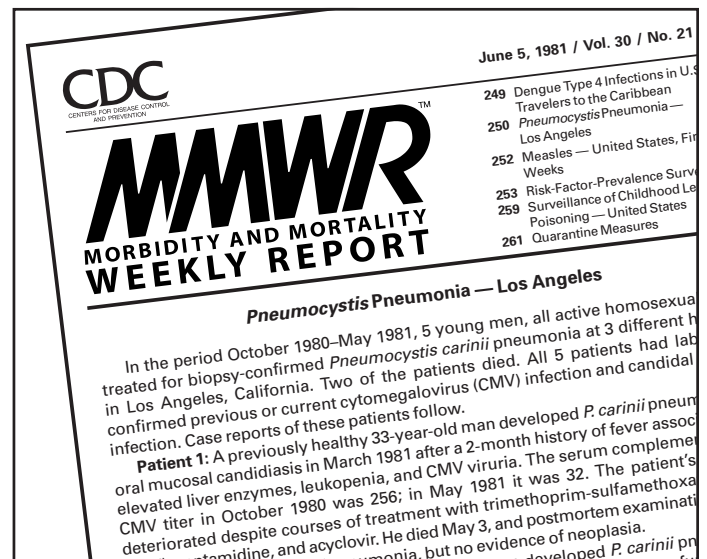 June 5, 1981 / Vol. 30 / No. 21
CDC
CENTERS FOR DISEASE CONTROL
AND PREVENTION
MMWR™
MORBIDITY AND MORTALITY
WEEKLY REPORT
249 Dengue Type 4 Infections in U.S
Travelers to the Caribbean
250 Pneumocystis Pneumonia —
Los Angeles
252 Measles — United States, Fir
Weeks
253 Risk-Factor-Prevalence Surv
259 Surveillance of Childhood Le
Poisoning — United States
261 Quarantine Measures
Pneumocystis Pneumonia — Los Angeles
In the period October 1980–May 1981, 5 young men, all active homosexua
treated for biopsy-confirmed Pneumocystis carinii pneumonia at 3 different h
in Los Angeles, California. Two of the patients died. All 5 patients had lab
confirmed previous or current cytomegalovirus (CMV) infection and candidal
infection. Case reports of these patients follow.
Patient 1: A previously healthy 33-year-old man developed P. carinii pneum
oral mucosal candidiasis in March 1981 after a 2-month history of fever assoc
elevated liver enzymes, leukopenia, and CMV viruria. The serum complemen
CMV titer in October 1980 was 256; in May 1981 it was 32. The patient's
deteriorated despite courses of treatment with trimethoprim-sulfamethoxa
and acyclovir. He died May 3, and postmortem examinati
but no evidence of neoplasia.
developed P. carinii pn